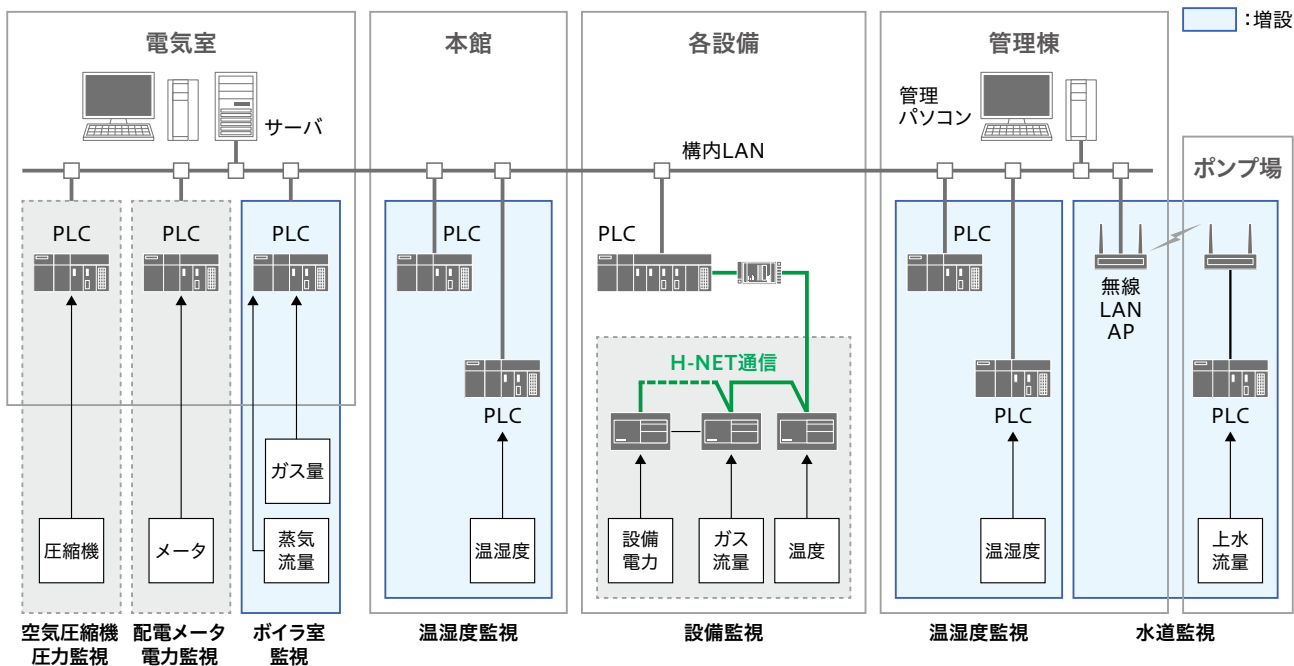 :増設
電気室
本館
各設備
管理棟
ポンプ場
サーバ
管理
パソコン
構内LAN
PLC
PLC
PLC
PLC
PLC
PLC
無線
LAN
AP
H-NET通信
PLC
PLC
PLC
ガス量
圧縮機
メータ
蒸気
流量
温湿度
設備
電力
ガス
流量
温度
温湿度
上水
流量
空気圧縮機
圧力監視
配電メータ
電力監視
ボイラ室
監視
温湿度監視
設備監視
温湿度監視
水道監視